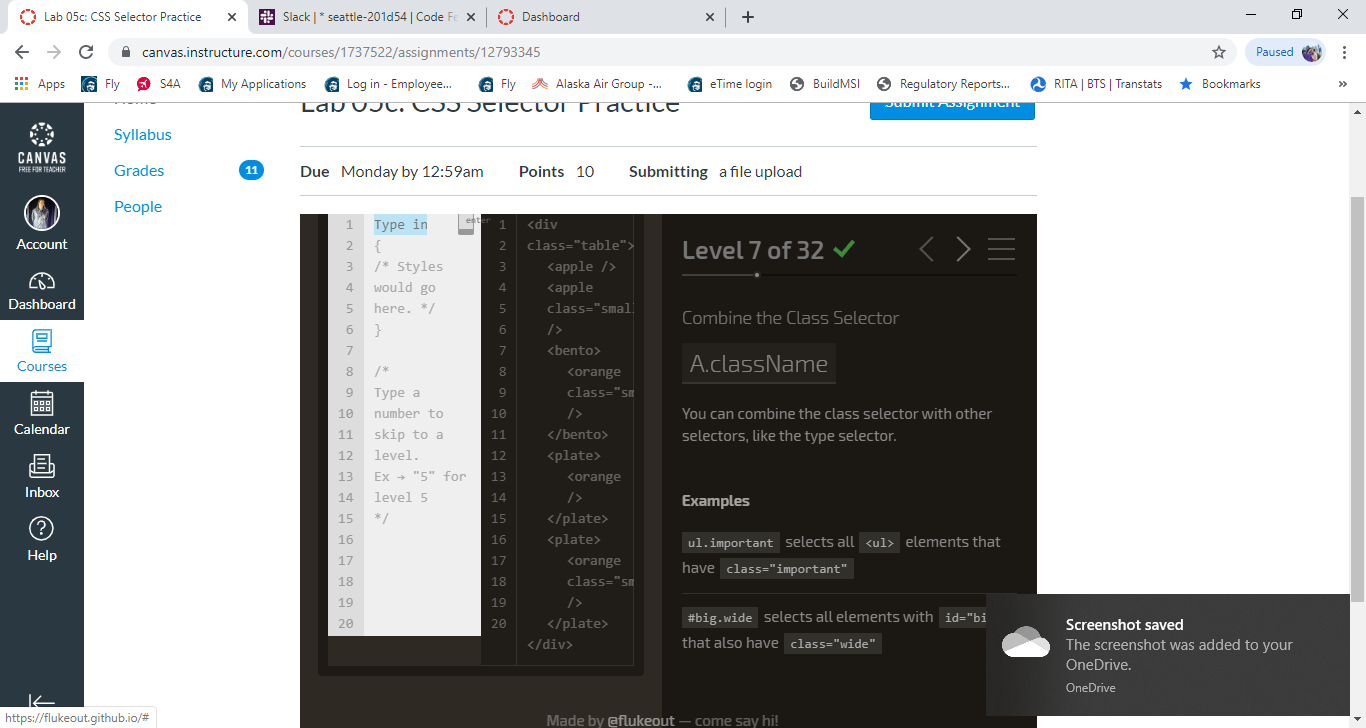 Lab 05c: CSS Selector Practice
Slack | * seattle-201d54 | Code Fe
Dashboard
canvas.instructure.com/courses/1737522/assignments/12793345
Paused
Apps
Fly
S4A
My Applications
Log in - Employee...
Fly
Alaska Air Group -...
eTime login
BuildMSI
Regulatory Reports...
RITA | BTS | Transtats
Bookmarks
»
CANVAS
FREE FOR TEACHER
Account
Dashboard
Courses
Calendar
Inbox
Help
Home
Syllabus
Grades 11
People
Lab 05c: CSS Selector Practice
Submit Assignment
Due Monday by 12:59am Points 10 Submitting a file upload
1 Type in
2 {
3 /* Styles
4 would go
5 here. */
6 }
7
8 /*
9 Type a
10 number to
11 skip to a
12 level.
13 Ex → "5" for
14 level 5
15 */
16
17
18
19
20
enter
1 <div
2 class="table">
3 <apple />
4 <apple
5 class="small
6 />
7 <bento>
8 <orange
9 class="sm
10 />
11 </bento>
12 <plate>
13 <orange
14 />
15 </plate>
16 <plate>
17 <orange
18 class="sm
19 />
20 </plate>
</div>
Level 7 of 32
Combine the Class Selector
A.className
You can combine the class selector with other
selectors, like the type selector.
Examples
ul.important selects all <ul> elements that
have class="important"
#big.wide selects all elements with id="bi
that also have class="wide"
Made by @flukeout — come say hi!
Screenshot saved
The screenshot was added to your
OneDrive.
OneDrive
https://flukeout.github.io/#